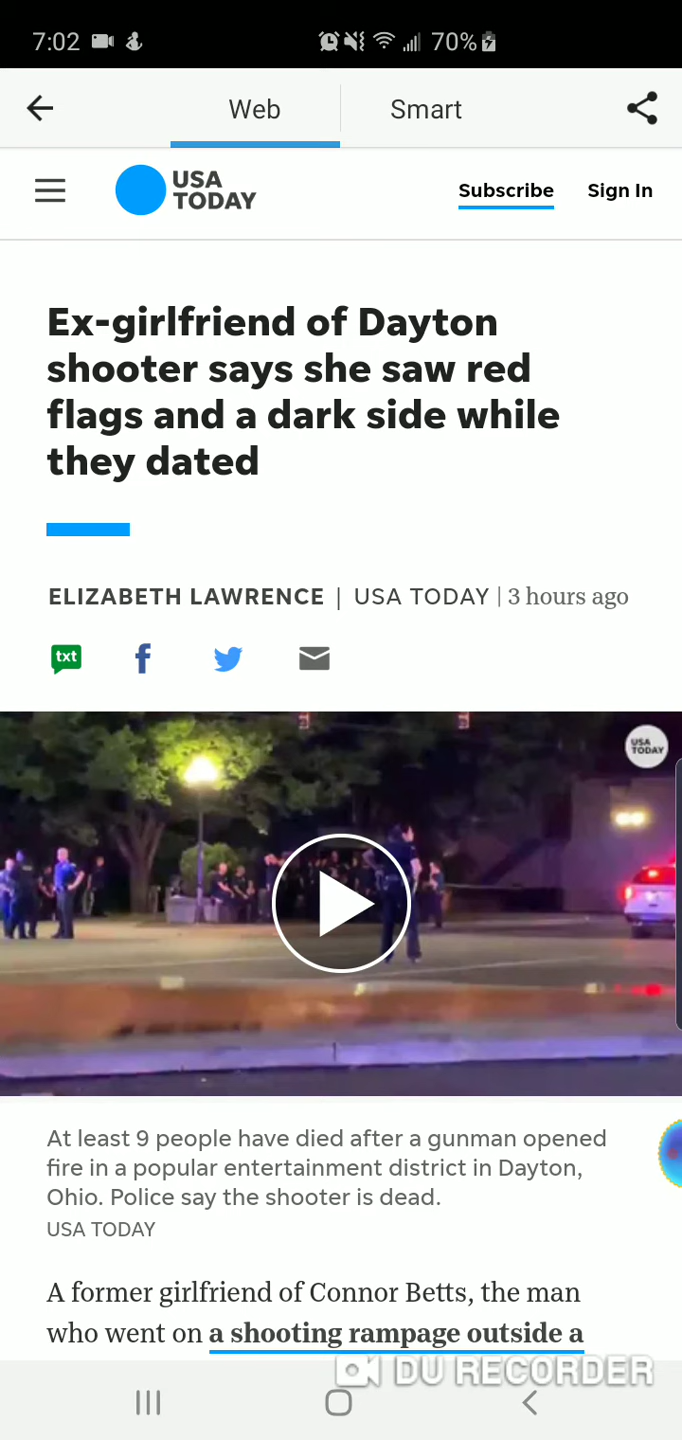 7:02 70%
Web Smart
USA
TODAY
Subscribe Sign In
Ex-girlfriend of Dayton
shooter says she saw red
flags and a dark side while
they dated
ELIZABETH LAWRENCE | USA TODAY | 3 hours ago
txt
USA
TODAY
At least 9 people have died after a gunman opened
fire in a popular entertainment district in Dayton,
Ohio. Police say the shooter is dead.
USA TODAY
A former girlfriend of Connor Betts, the man
who went on a shooting rampage outside a
DU RECORDER